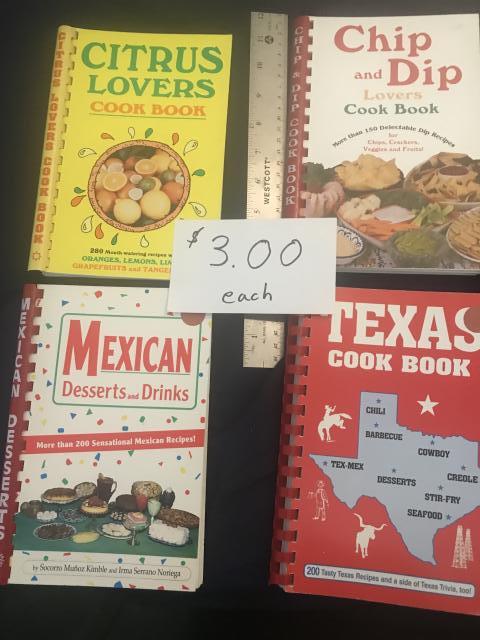 CITRUS LOVERS COOK BOOK
CITRUS
LOVERS
COOK BOOK
280 Mouth-watering recipes
ORANGES, LEMONS,
GRAPEFRUITS and
WESTCOTT
CHIP & DIP COOK BOOK
Chip
and Dip
Lovers
Cook Book
More than 150 Delectable Dip Recipes
for
Chips, Crackers,
Veggies and Fruits!
$3.00
each
MEXICAN DESSERTS
MEXICAN
Desserts and Drinks
More than 200 Sensational Mexican Recipes!
by Socorro Muñoz Kimble and Irma Serrano Noriega
TEXAS
COOK BOOK
CHILI
BARBECUE
COWBOY
TEX-MEX
CREOLE
DESSERTS
STIR-FRY
SEAFOOD
200 Tasty Texas Recipes and a side of Texas Trivia, too!